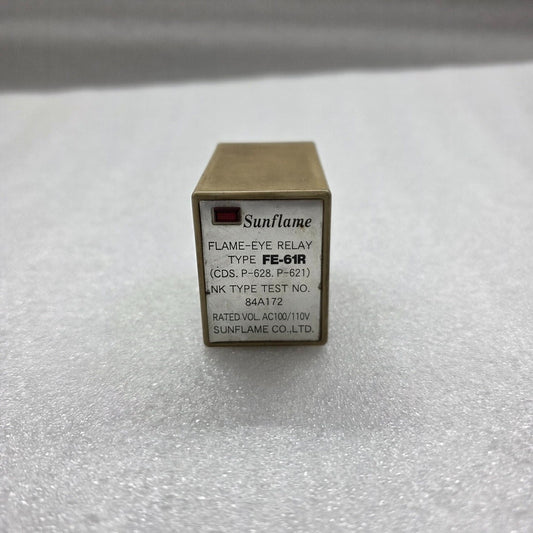 Sunflame
FLAME-EYE RELAY
TYPE FE-61R
(CDS. P-628. P-621)
NK TYPE TEST NO.
84A172
RATED VOL. AC100/110V
SUNFLAME CO.,LTD.